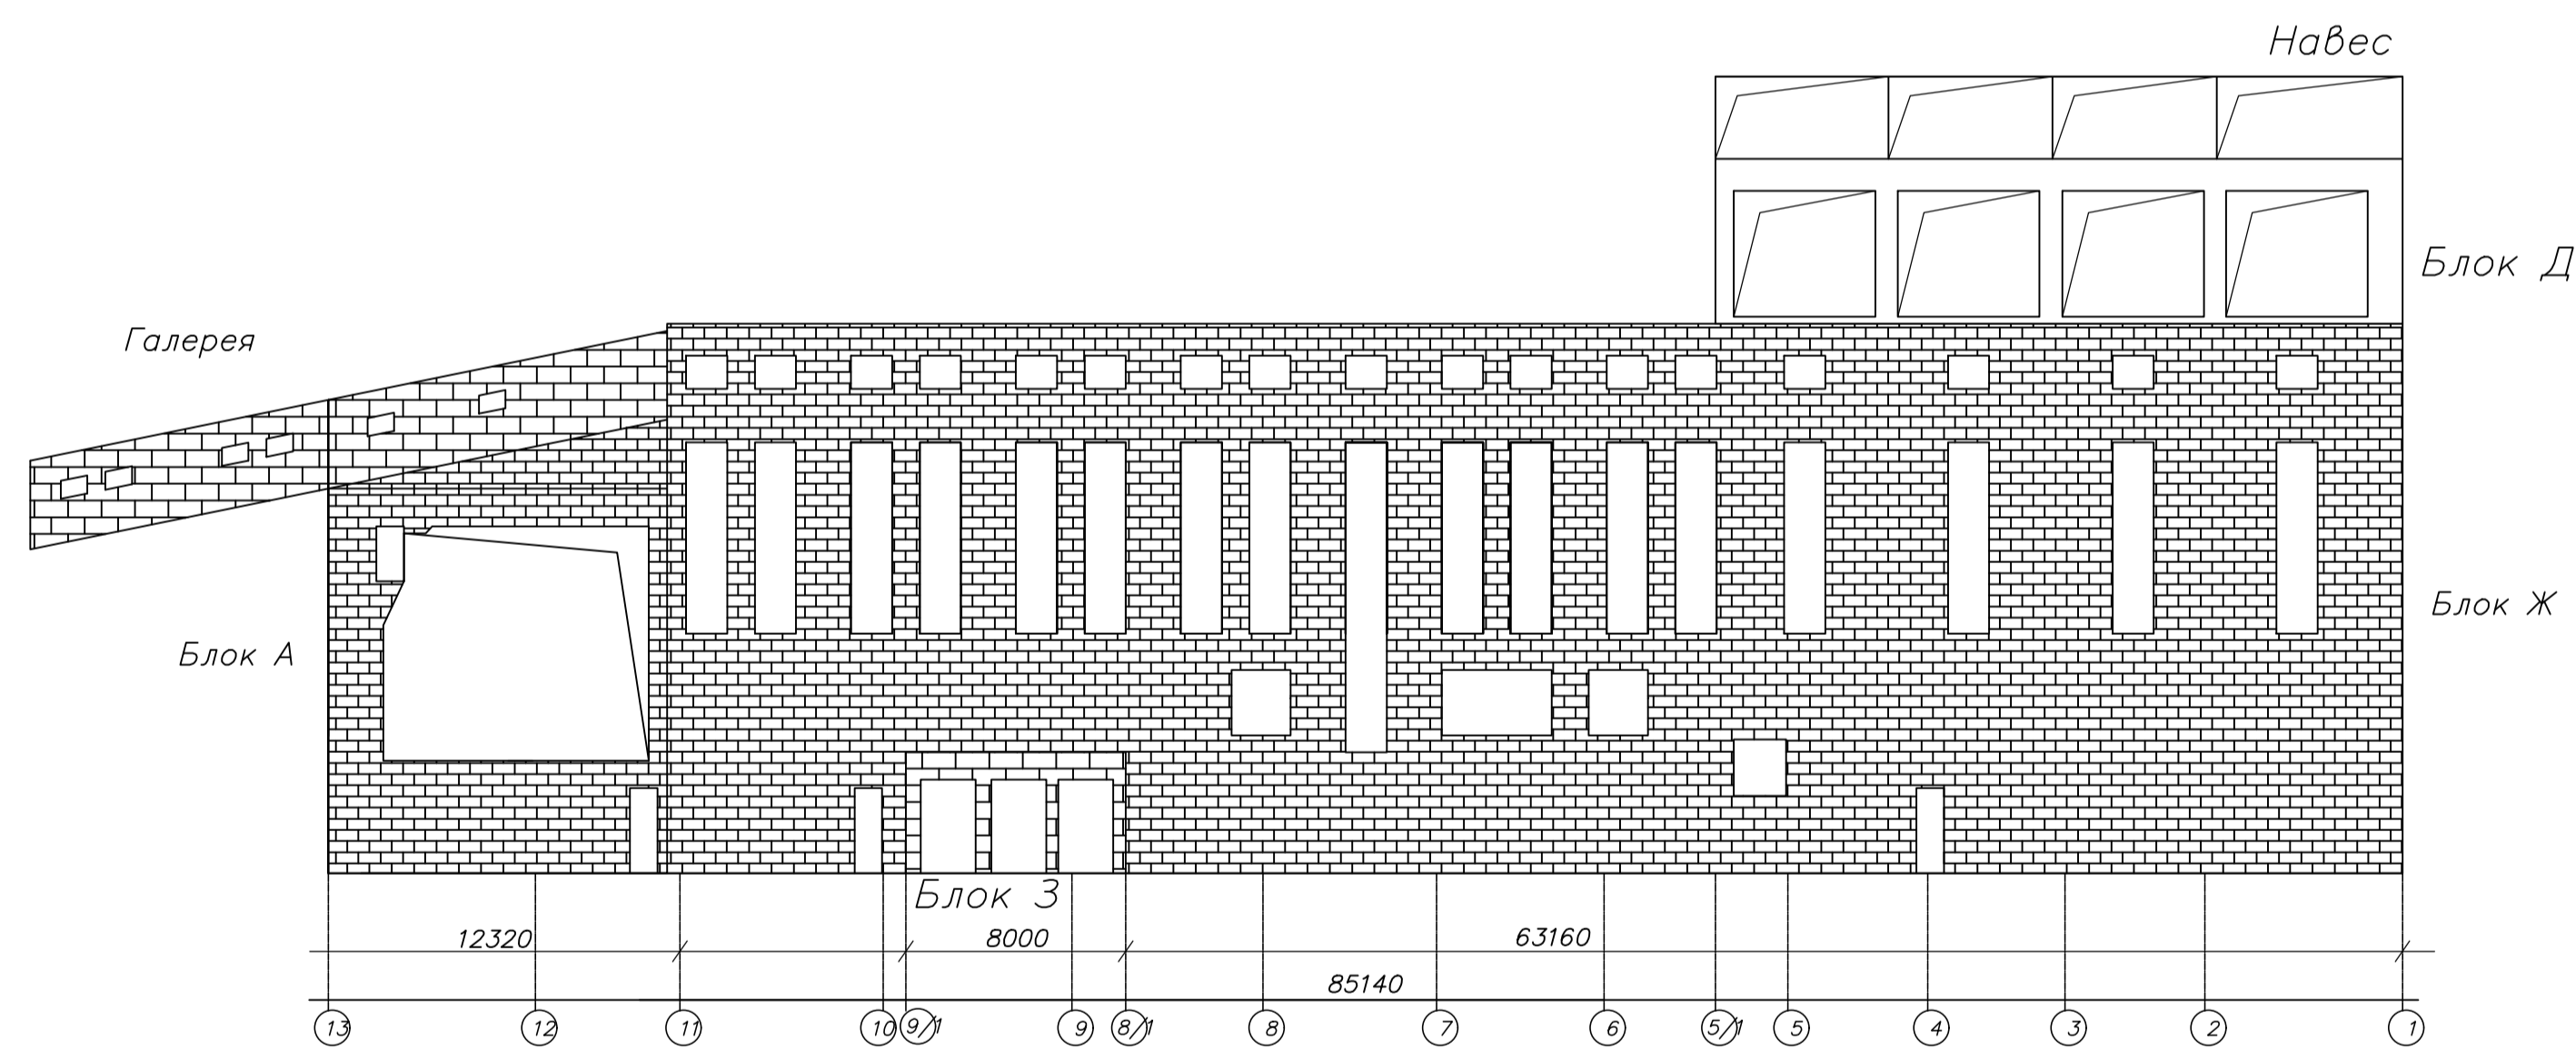 Навес
Блок Д
Галерея
Блок Ж
Блок А
Блок З
12320
8000
63160
85140
13 12 11 10 9/1 9 8/1 8 7 6 5/1 5 4 3 2 1